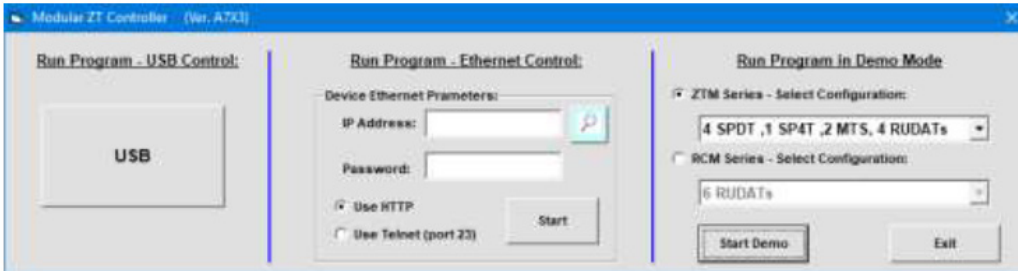 Modular ZT Controller (Ver. A7X3)
Run Program - USB Control:
USB
Run Program - Ethernet Control:
Device Ethernet Prameters:
IP Address:
Password:
Use HTTP
Use Telnet (port 23)
Start
Run Program in Demo Mode
ZTM Series - Select Configuration:
4 SPDT ,1 SP4T ,2 MTS, 4 RUDATs
RCM Series - Select Configuration:
6 RUDATs
Start Demo
Exit